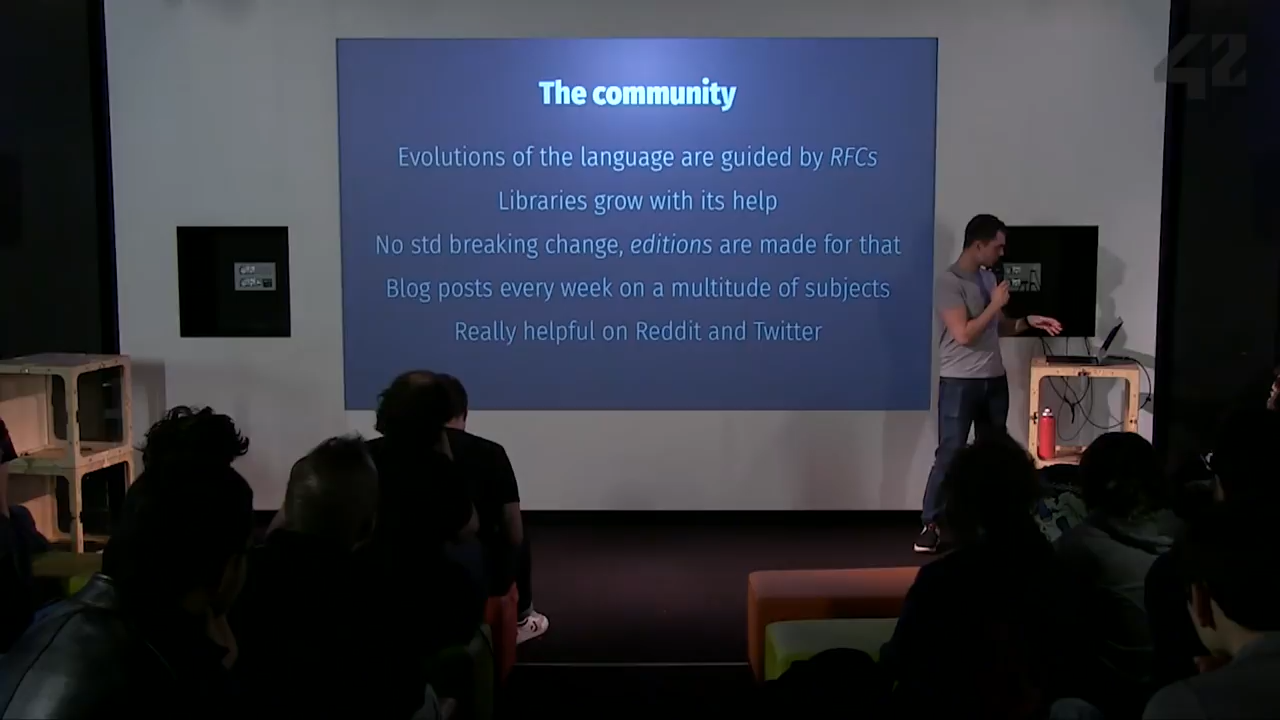 42
The community
Evolutions of the language are guided by RFCs
Libraries grow with its help
No std breaking change, editions are made for that
Blog posts every week on a multitude of subjects
Really helpful on Reddit and Twitter